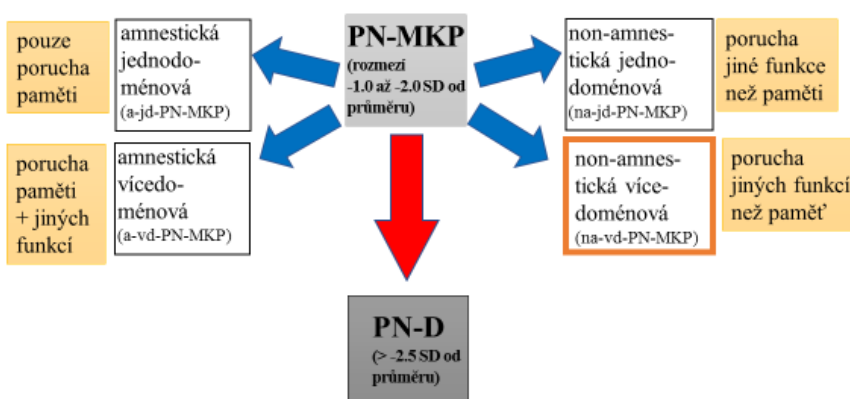 pouze
porucha
paměti
amnestická
jednodo-
ménová
(a-jd-PN-MKP)
PN-MKP
(rozmezí
-1.0 až -2.0 SD od
průměru)
non-amnes-
tická jedno-
doménová
(na-jd-PN-MKP)
porucha
jiné funkce
než paměti
porucha
paměti
+ jiných
funkcí
amnestická
vícedo-
ménová
(a-vd-PN-MKP)
non-amnes-
tická více-
doménová
(na-vd-PN-MKP)
porucha
jiných funkcí
než paměť
PN-D
(> -2.5 SD od
průměru)